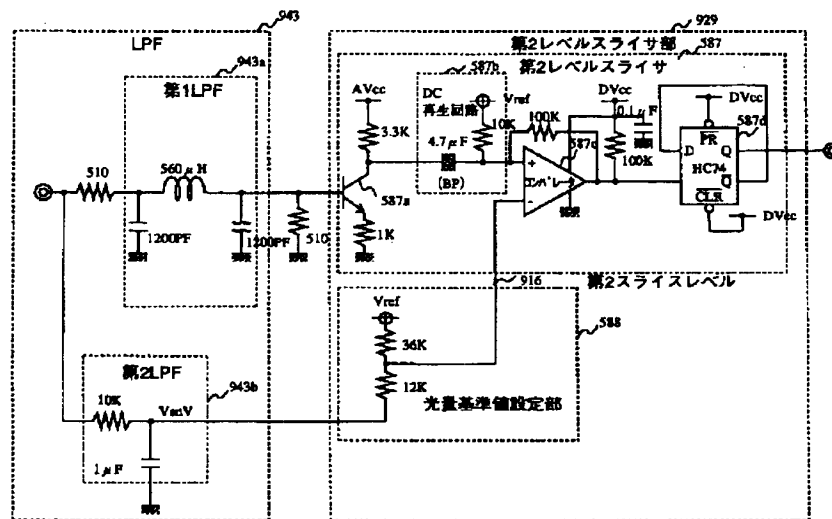 943
LPF
943a
第1LPF
510
560μH
1200PF
1200PF
510
第2LPF
943b
10K
VenV
1μF
929
第2レベルスライサ部
587
第2レベルスライサ
587b
AVcc
DC
再生回路
Vref
3.3K
10K
4.7μF
(BP)
587a
1K
100K
587c
コンパレータ
+
-
DVcc
0.1μF
100K
DVcc
587d
PR
D
Q
HC74
Q
CLR
DVcc
第2スライスレベル
916
588
Vref
36K
12K
光量基準値設定部